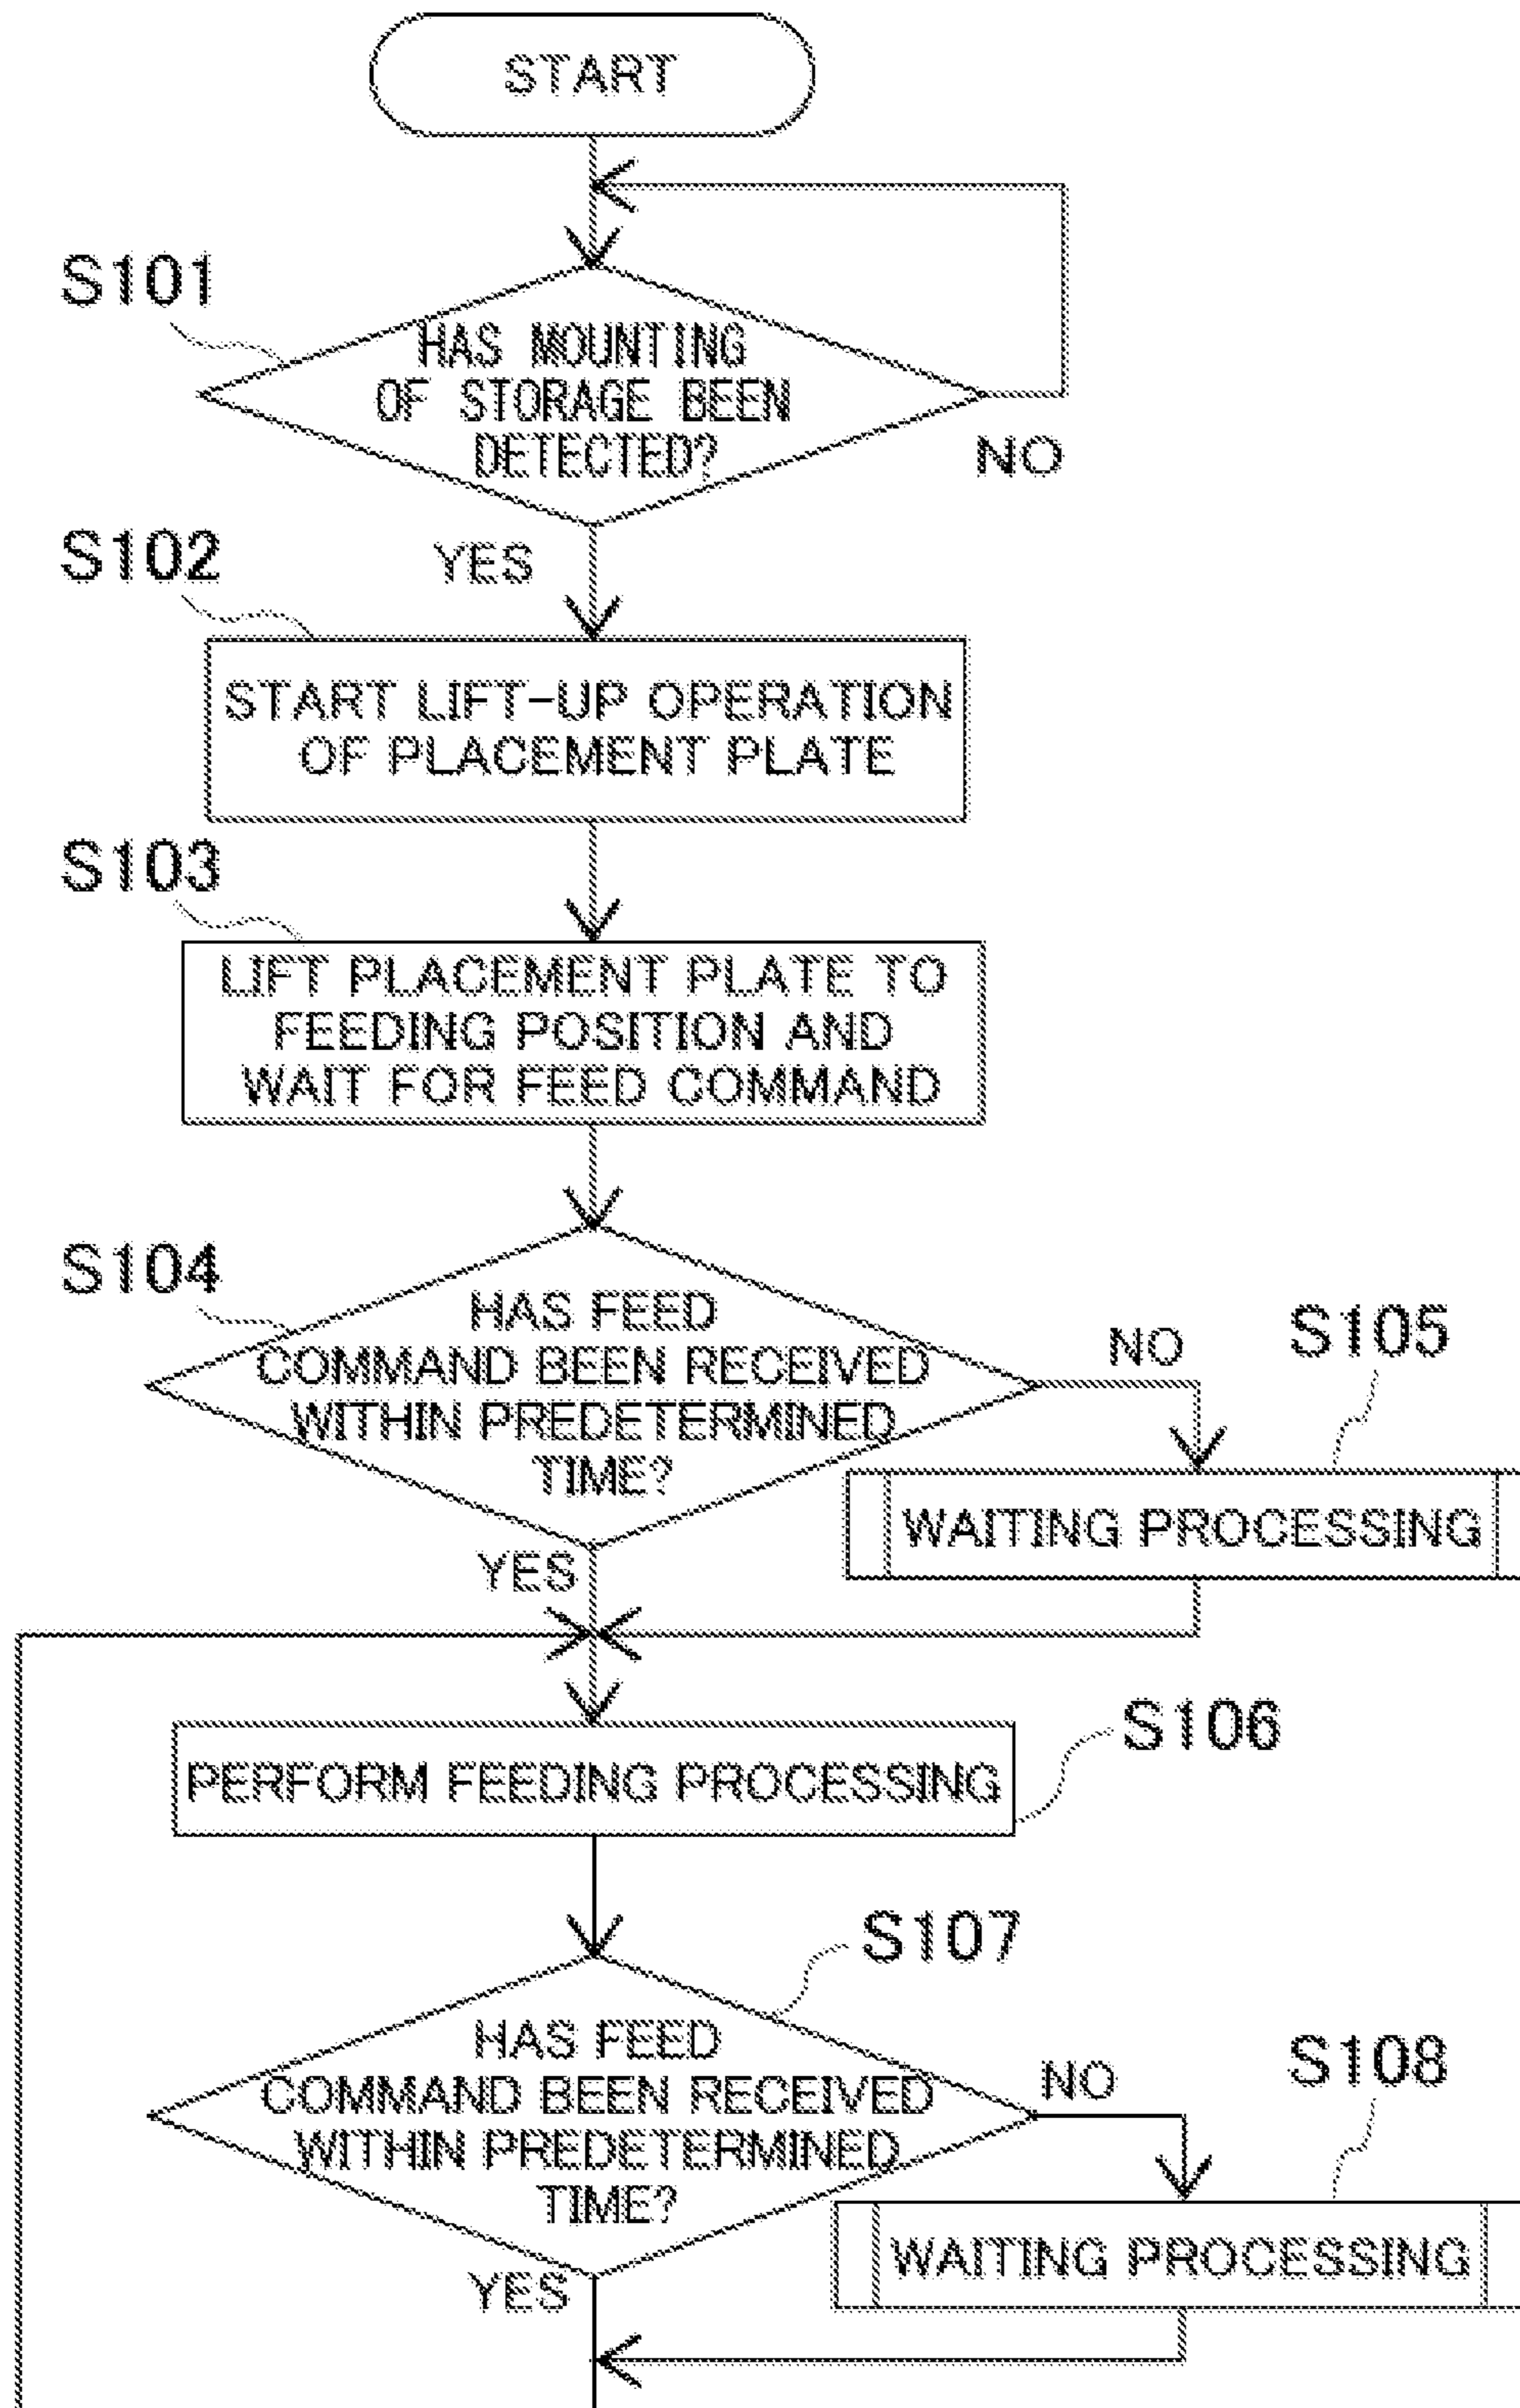 START
S101
HAS MOUNTING
OF STORAGE BEEN
DETECTED?
NO
S102
YES
START LIFT-UP OPERATION
OF PLACEMENT PLATE
S103
LIFT PLACEMENT PLATE TO
FEEDING POSITION AND
WAIT FOR FEED COMMAND
S104
HAS FEED
COMMAND BEEN RECEIVED
WITHIN PREDETERMINED
TIME?
NO
S105
WAITING PROCESSING
YES
S106
PERFORM FEEDING PROCESSING
S107
HAS FEED
COMMAND BEEN RECEIVED
WITHIN PREDETERMINED
TIME?
NO
S108
WAITING PROCESSING
YES